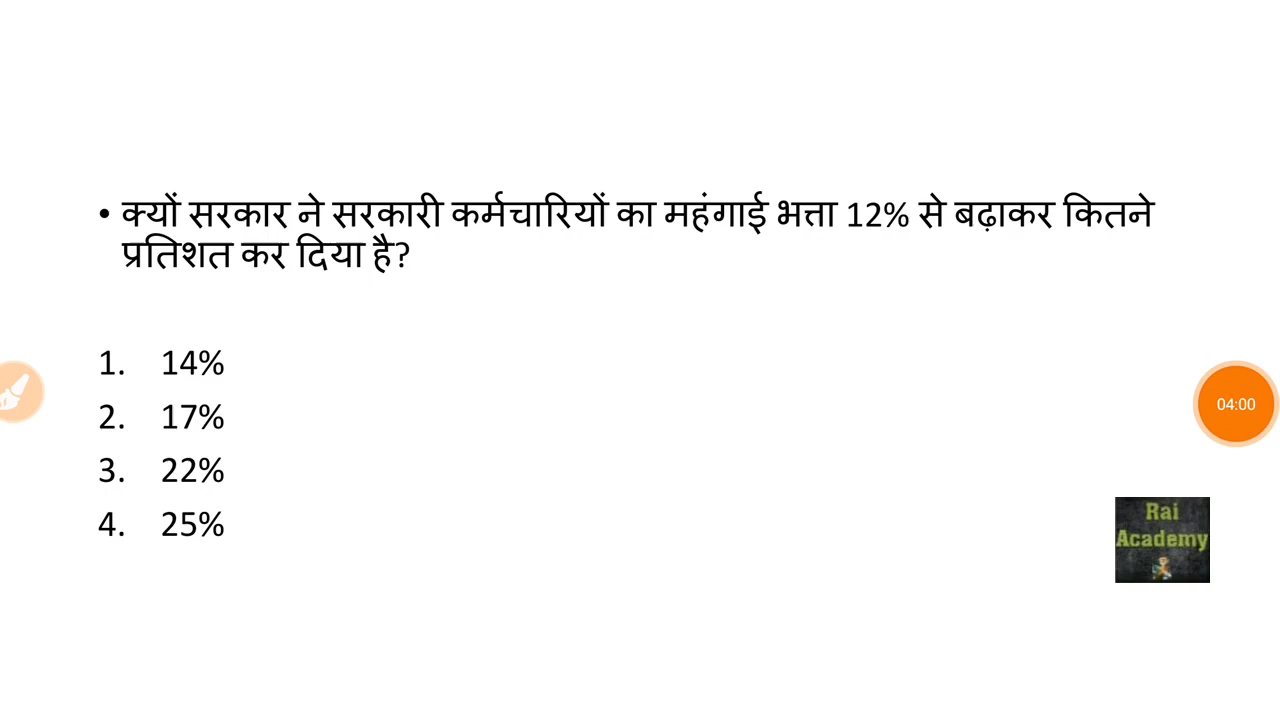 • क्यों सरकार ने सरकारी कर्मचारियों का महंगाई भत्ता 12% से बढ़ाकर कितने
प्रतिशत कर दिया है?
1. 14%
2. 17%
3. 22%
4. 25%
04:00
Rai
Academy